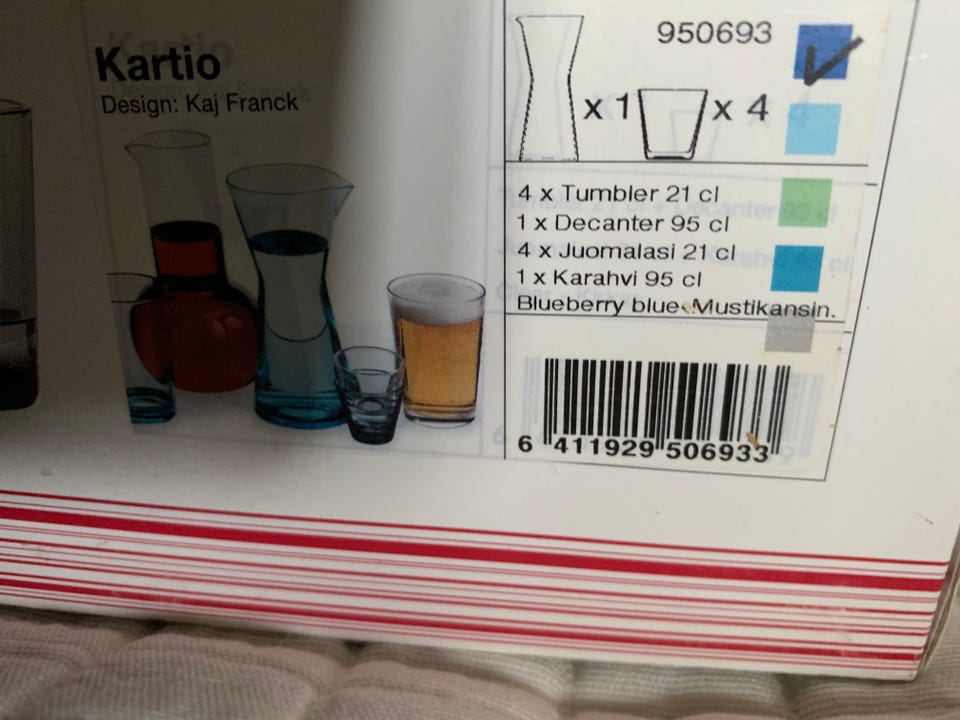 Kartio
Design: Kaj Franck
950693
x 1
x 4
4 x Tumbler 21 cl
1 x Decanter 95 cl
4 x Juomalasi 21 cl
1 x Karahvi 95 cl
Blueberry blue Mustikansin.
6 411929 506933